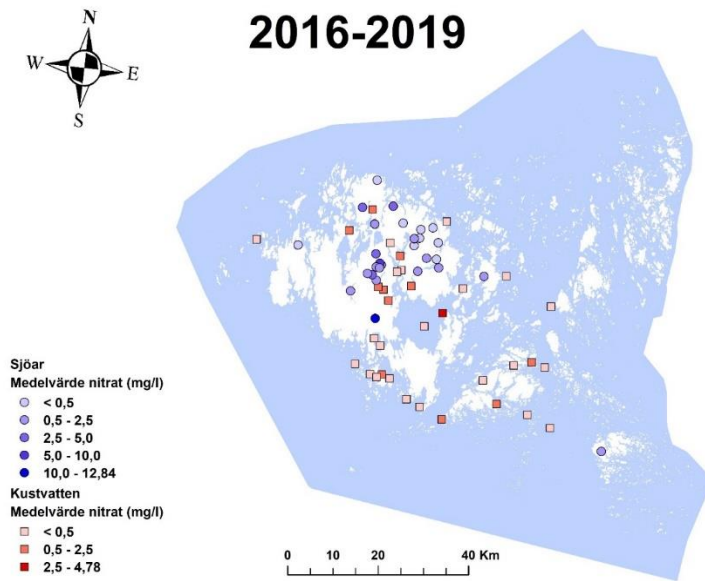 2016-2019
N
W
E
S
Sjöar
Medelvärde nitrat (mg/l)
< 0,5
0,5 - 2,5
2,5 - 5,0
5,0 - 10,0
10,0 - 12,84
Kustvatten
Medelvärde nitrat (mg/l)
< 0,5
0,5 - 2,5
2,5 - 4,78
0 10 20 40 Km